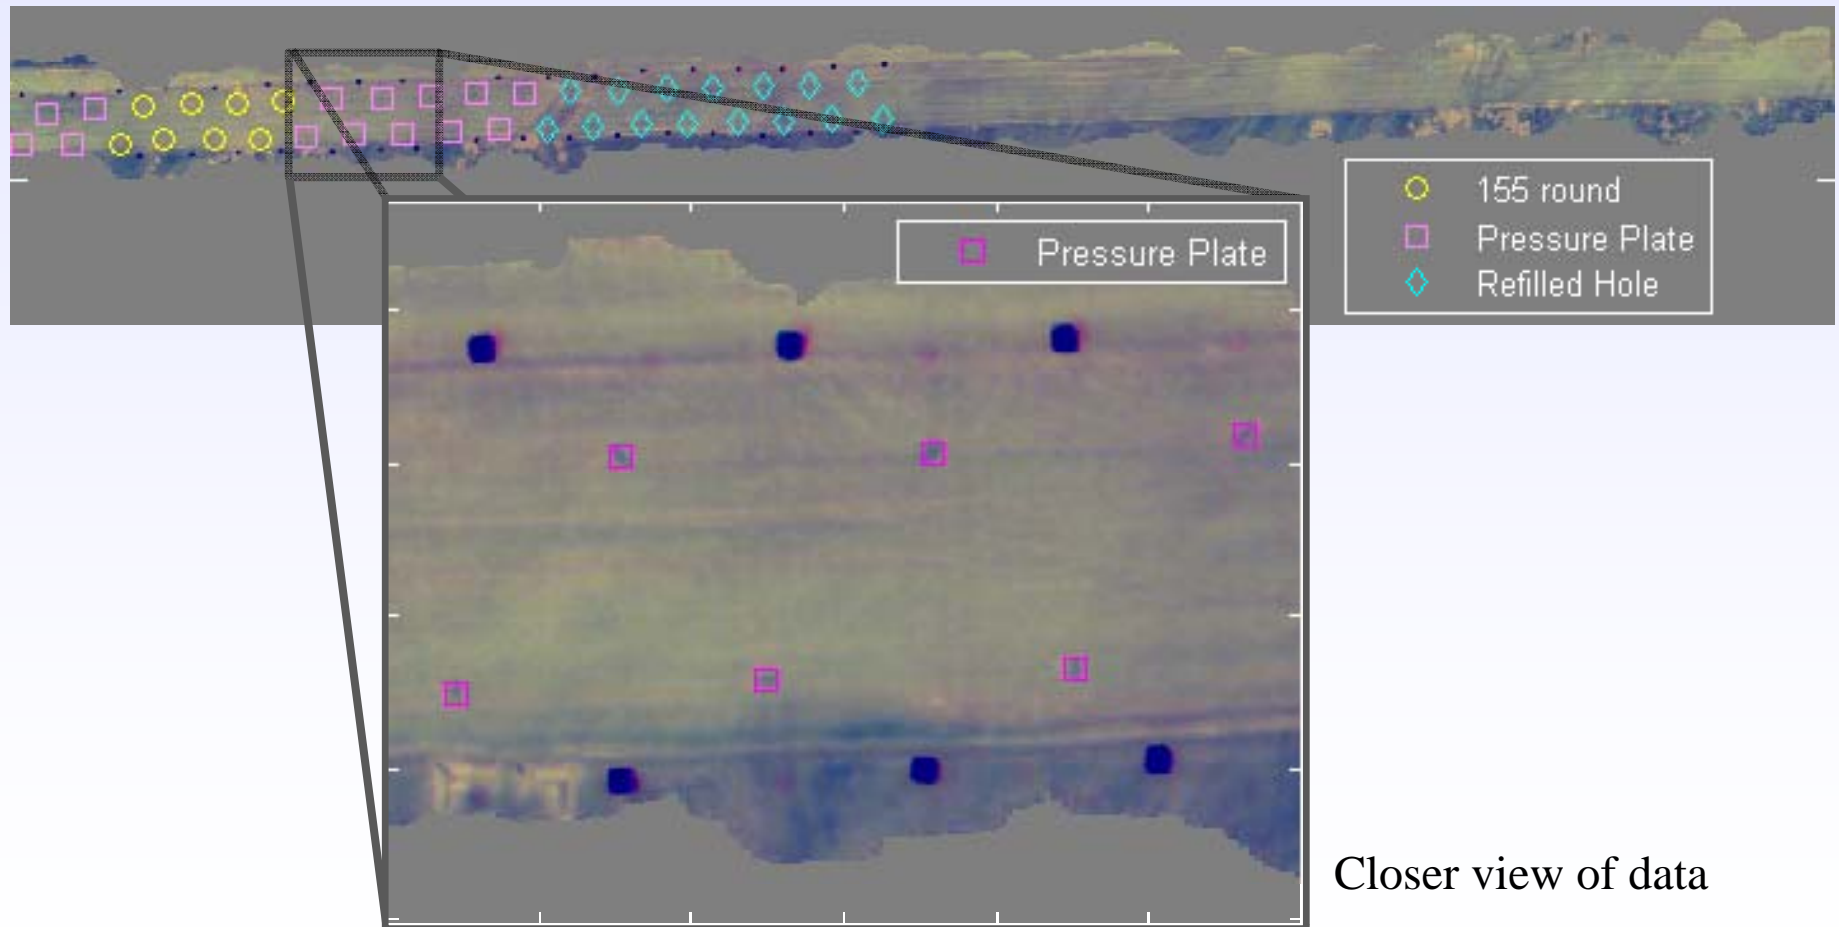 155 round
Pressure Plate
Refilled Hole
Pressure Plate
Closer view of data